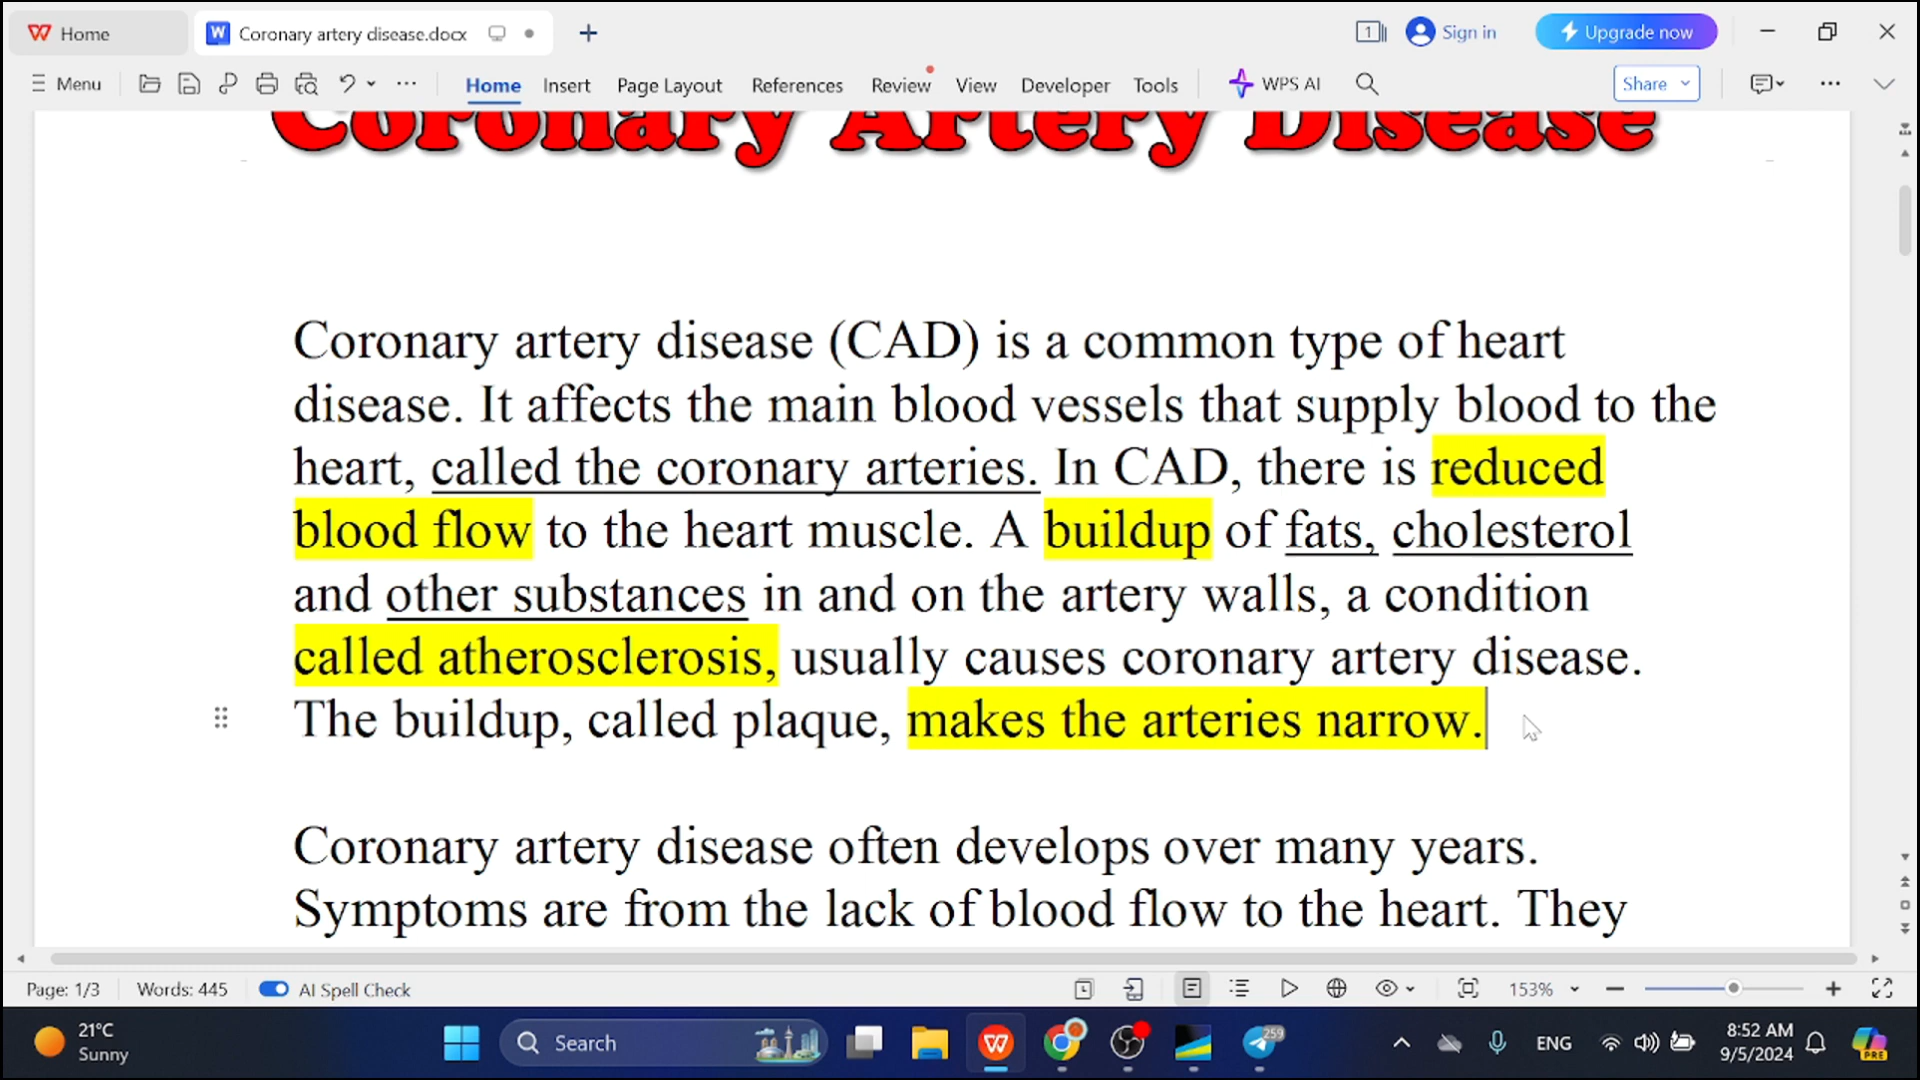 Home
Coronary artery disease.docx
1
Sign in
Upgrade now
Menu
Home Insert Page Layout References Review View Developer Tools
WPS AI
Share
Coronary Artery Disease
Coronary artery disease (CAD) is a common type of heart
disease. It affects the main blood vessels that supply blood to the
heart, called the coronary arteries. In CAD, there is reduced
blood flow to the heart muscle. A buildup of fats, cholesterol
and other substances in and on the artery walls, a condition
called atherosclerosis, usually causes coronary artery disease.
The buildup, called plaque, makes the arteries narrow.
Coronary artery disease often develops over many years.
Symptoms are from the lack of blood flow to the heart. They
Page: 1/3 Words: 445 AI Spell Check
153%
21°C
Sunny
Search
259
ENG
8:52 AM
9/5/2024
PRE